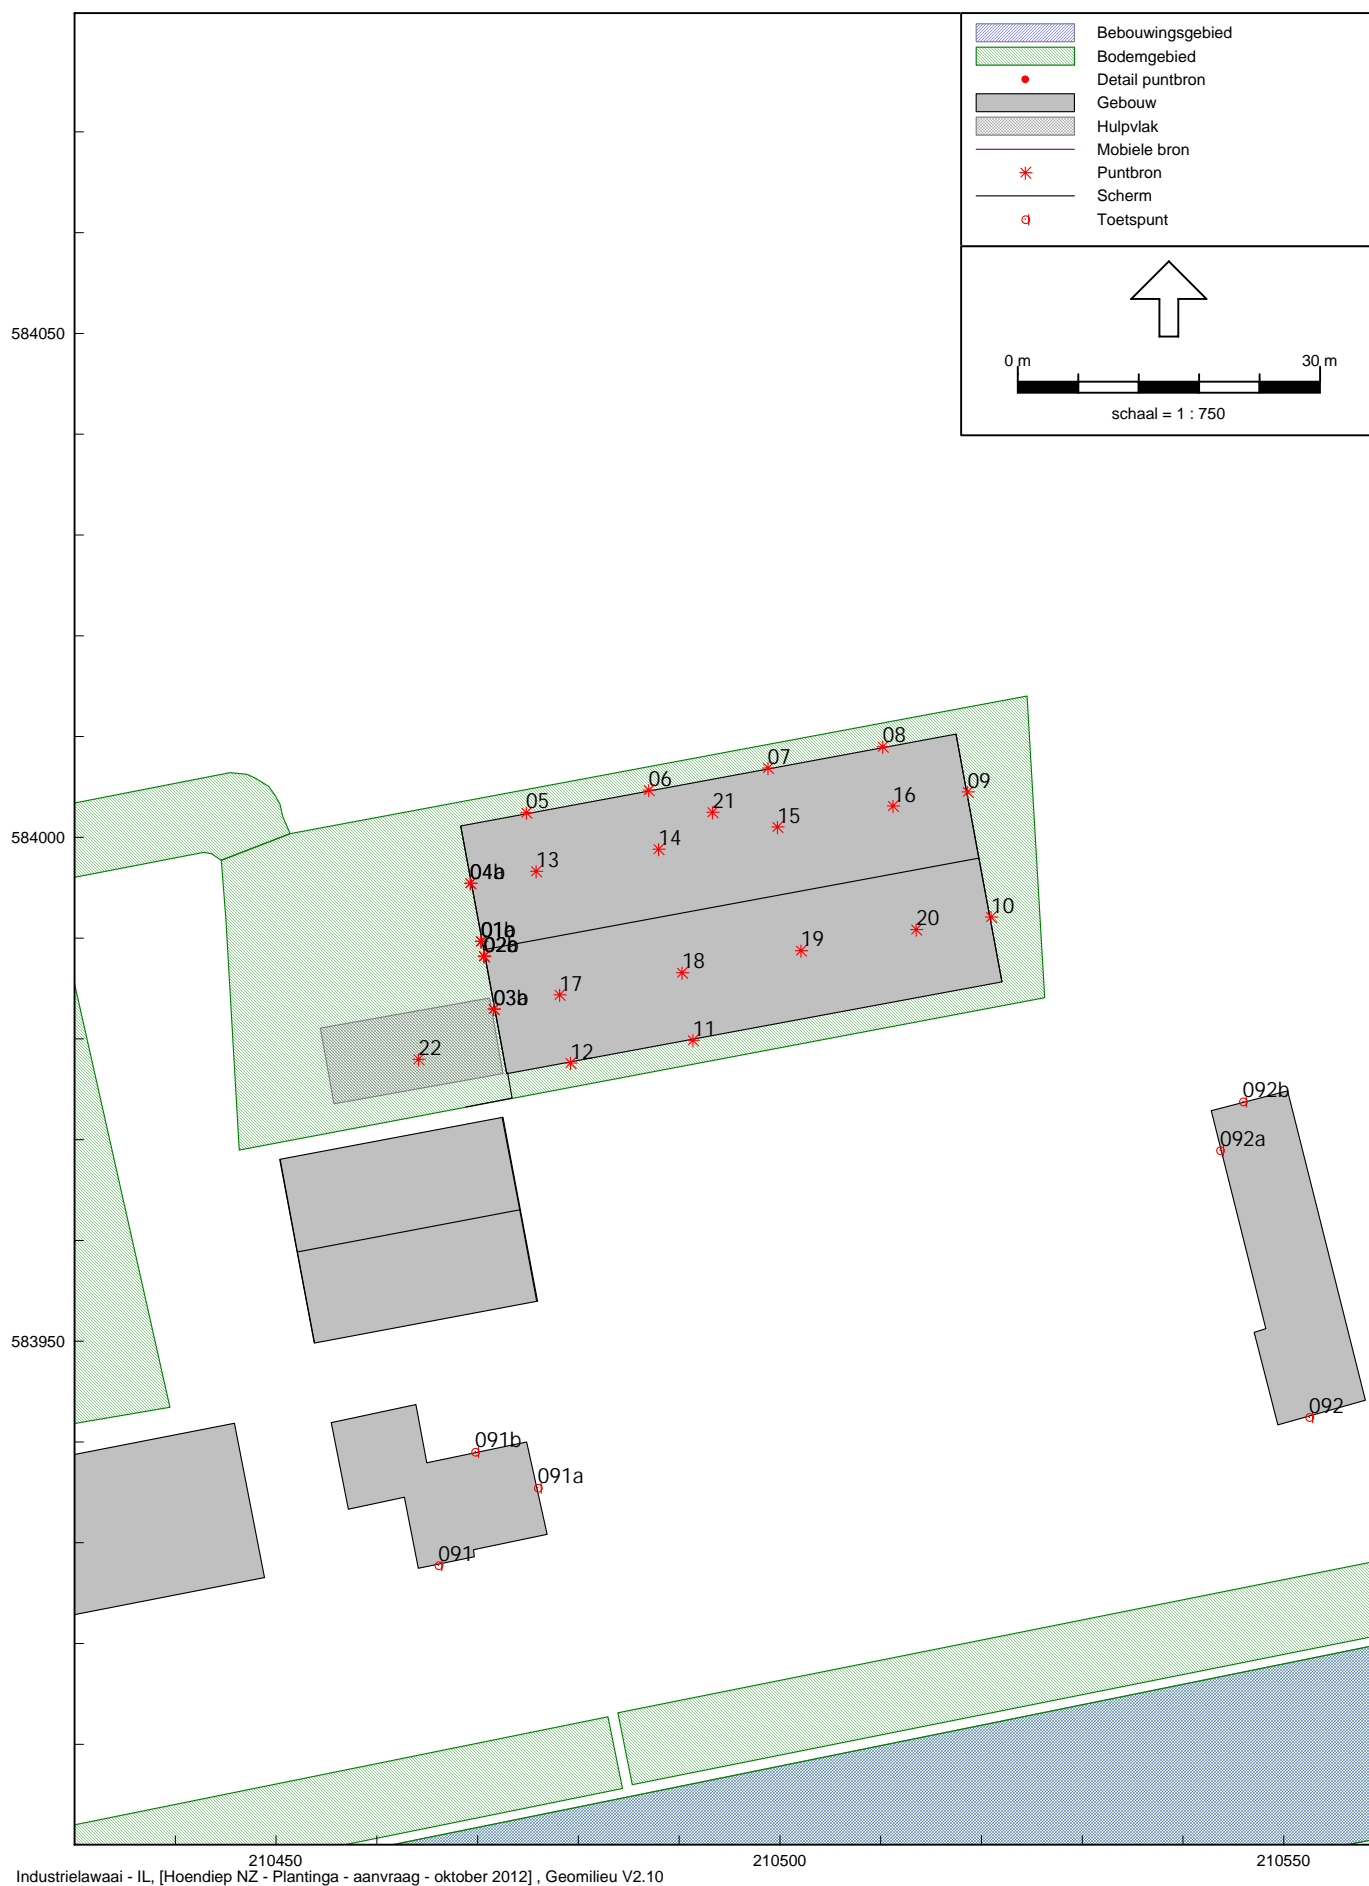 Bebouwingsgebied
Bodemgebied
Detail puntbron
Gebouw
Hulpvlak
Mobiele bron
Puntbron
Scherm
Toetspunt
0 m 30 m
schaal = 1 : 750
584050
584000
583950
08
07
06
09
05
21
16
15
14
13
04b
10
01b
20
02b
19
18
17
03b
11
22
12
092b
092a
092
091b
091a
091
210450 210500 210550
Industrielawaai - IL, [Hoendiep NZ - Plantinga - aanvraag - oktober 2012] , Geomilieu V2.10